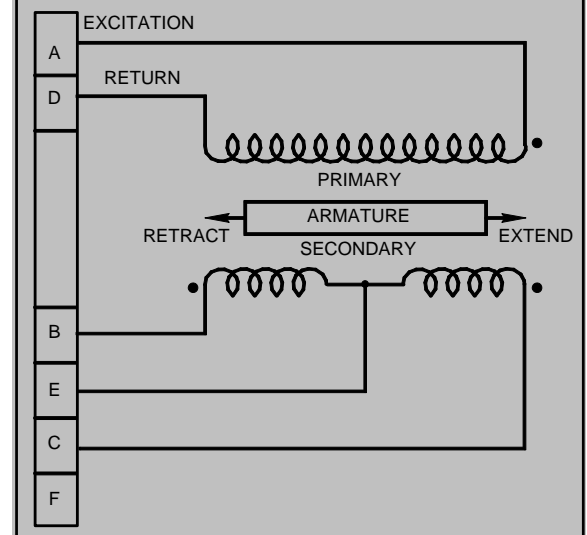 EXCITATION
A
RETURN
D
PRIMARY
ARMATURE
RETRACT
EXTEND
SECONDARY
B
E
C
F